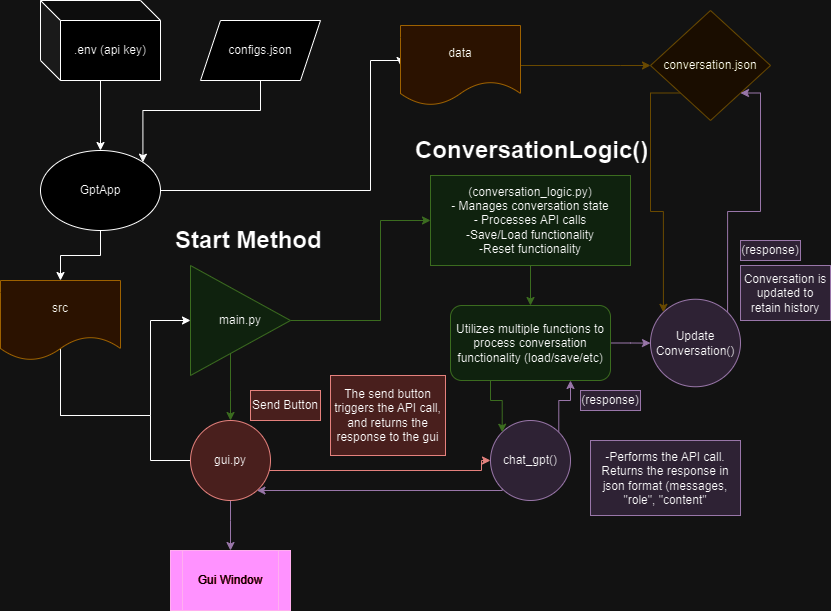 .env (api key)
configs.json
data
conversation.json
ConversationLogic()
GptApp
(conversation_logic.py)
- Manages conversation state
- Processes API calls
-Save/Load functionality
-Reset functionality
Start Method
(response)
Conversation is
updated to
retain history
src
main.py
Utilizes multiple functions to
process conversation
functionality (load/save/etc)
Update
Conversation()
Send Button
The send button
triggers the API call,
and returns the
response to the gui
(response)
gui.py
chat_gpt()
-Performs the API call.
Returns the response in
json format (messages,
"role", "content"
Gui Window